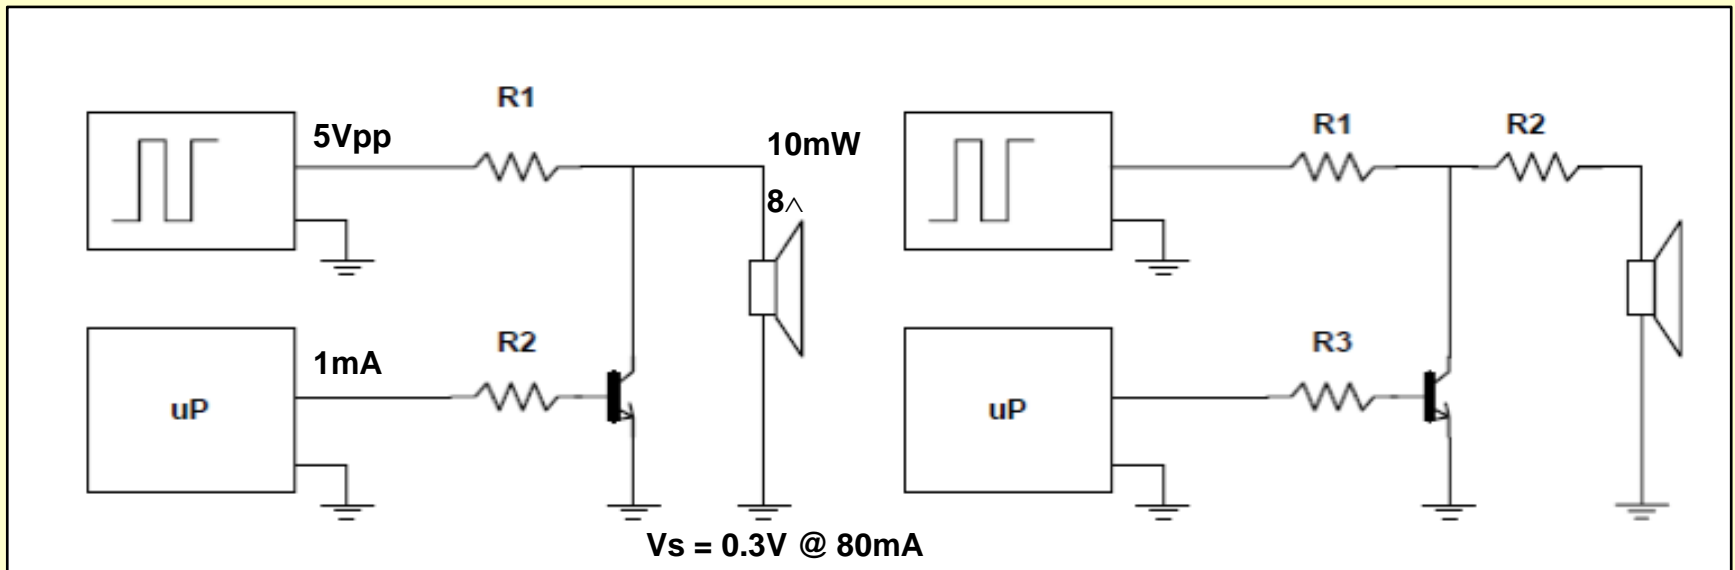 R1
5Vpp
10mW
8^
R2
1mA
uP
R1
R2
R3
uP
Vs = 0.3V @ 80mA